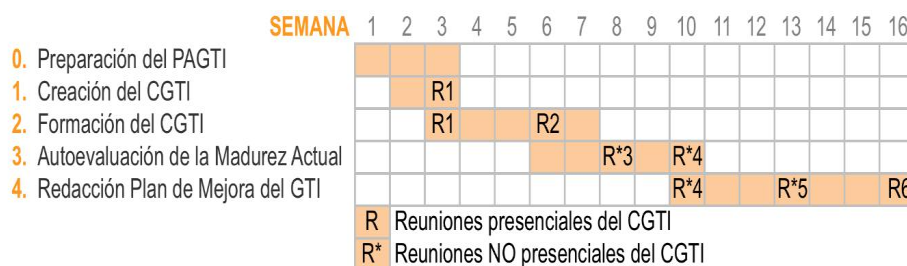 SEMANA 1 2 3 4 5 6 7 8 9 10 11 12 13 14 15 16
0. Preparación del PAGTI
1. Creación del CGTI R1
2. Formación del CGTI R1 R2
3. Autoevaluación de la Madurez Actual R*3 R*4
4. Redacción Plan de Mejora del GTI R*4 R*5 R6
R Reuniones presenciales del CGTI
R* Reuniones NO presenciales del CGTI